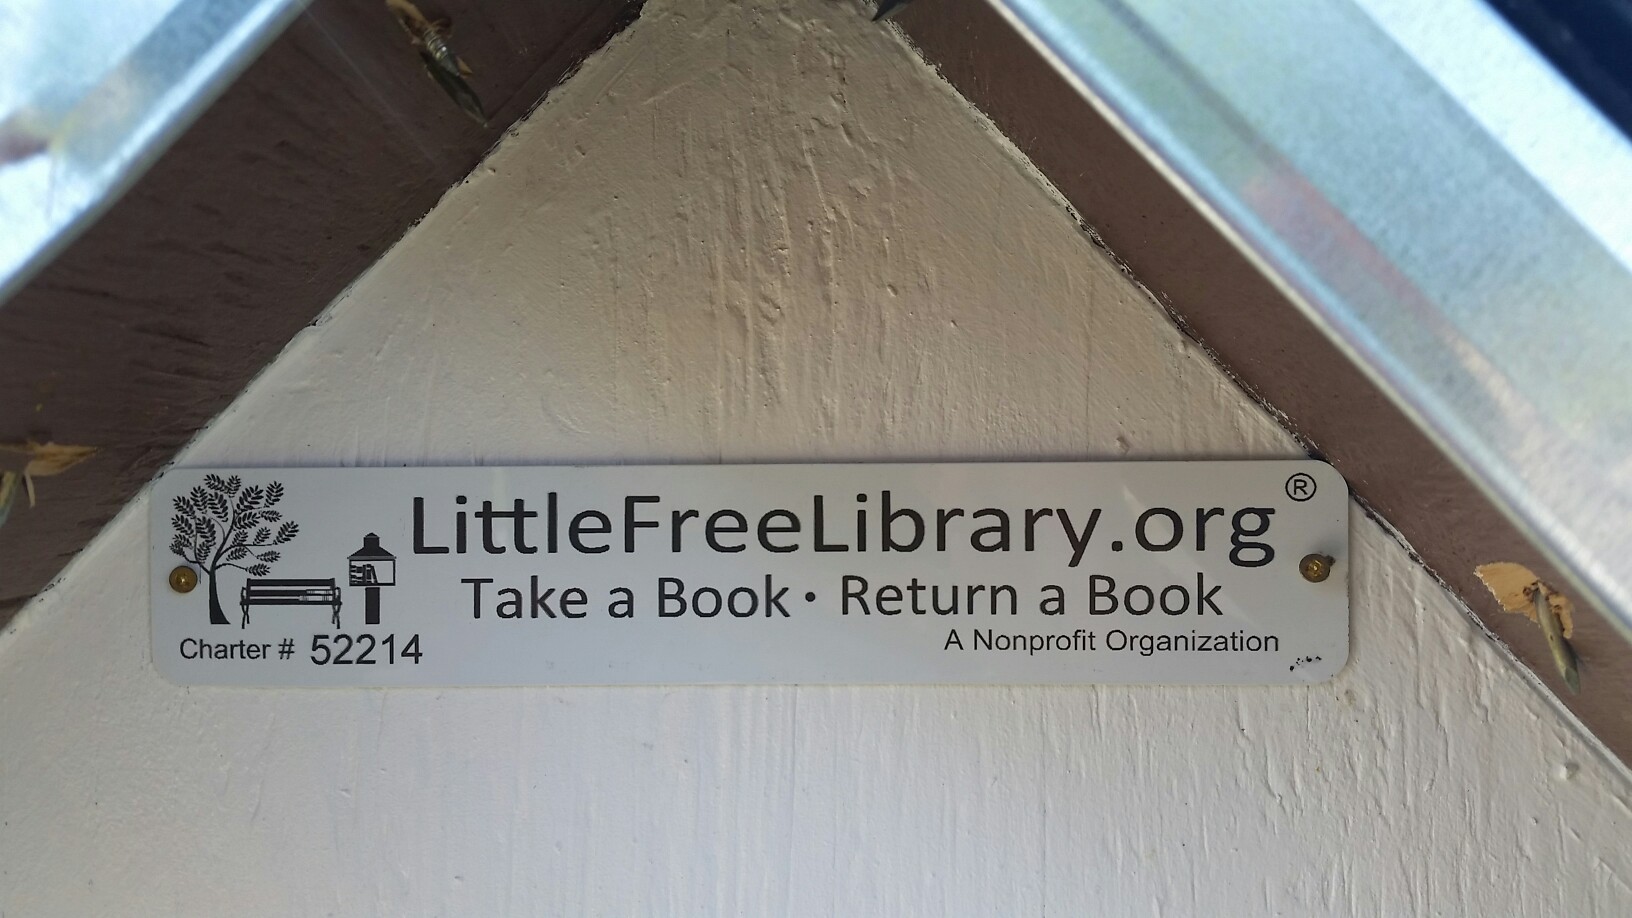 LittleFreeLibrary.org®
Take a Book • Return a Book
Charter # 52214
A Nonprofit Organization